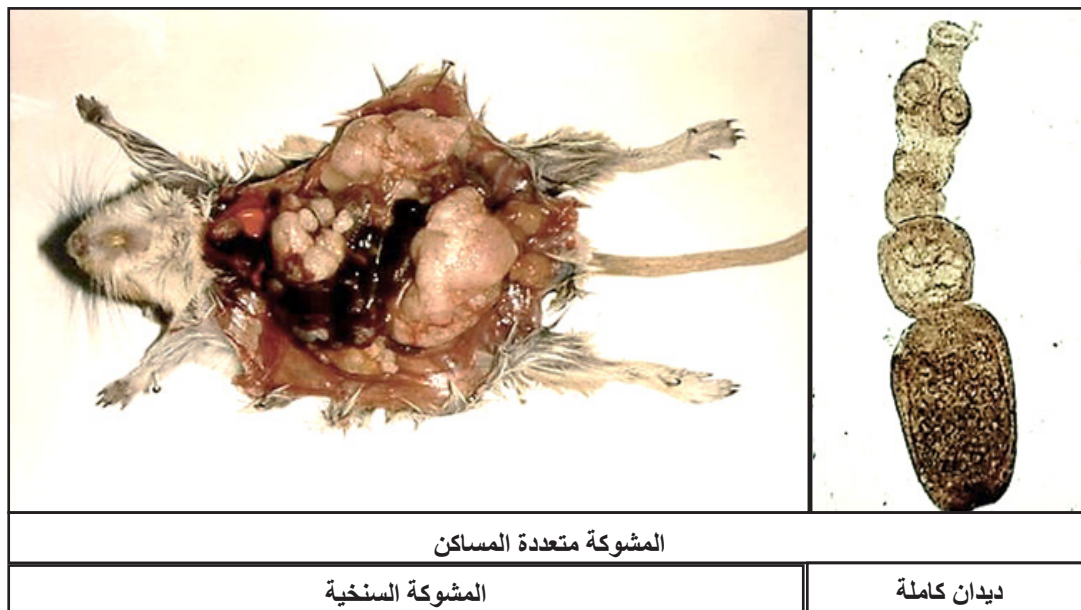 المشوكة متعددة المساكن
المشوكة السنخية
ديدان كاملة